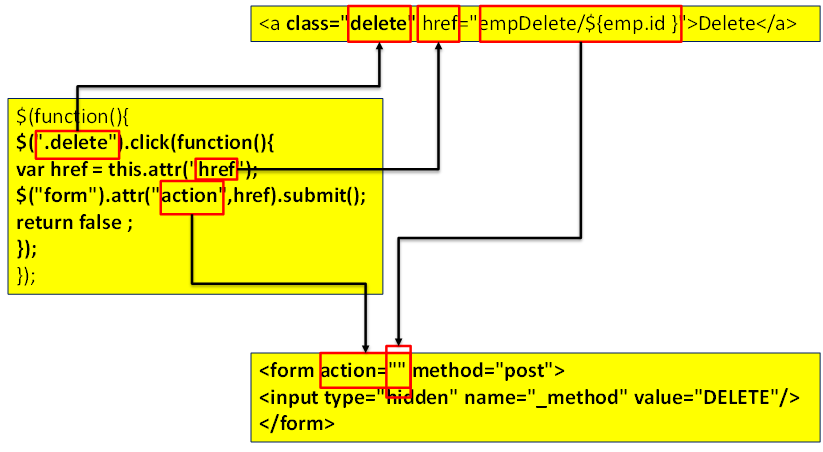 <a class="delete" href="empDelete/${emp.id }">Delete</a>
$(function(){
$(".delete").click(function(){
var href = this.attr("href");
$("form").attr("action",href).submit();
return false ;
});
});
<form action="" method="post">
<input type="hidden" name="_method" value="DELETE"/>
</form>